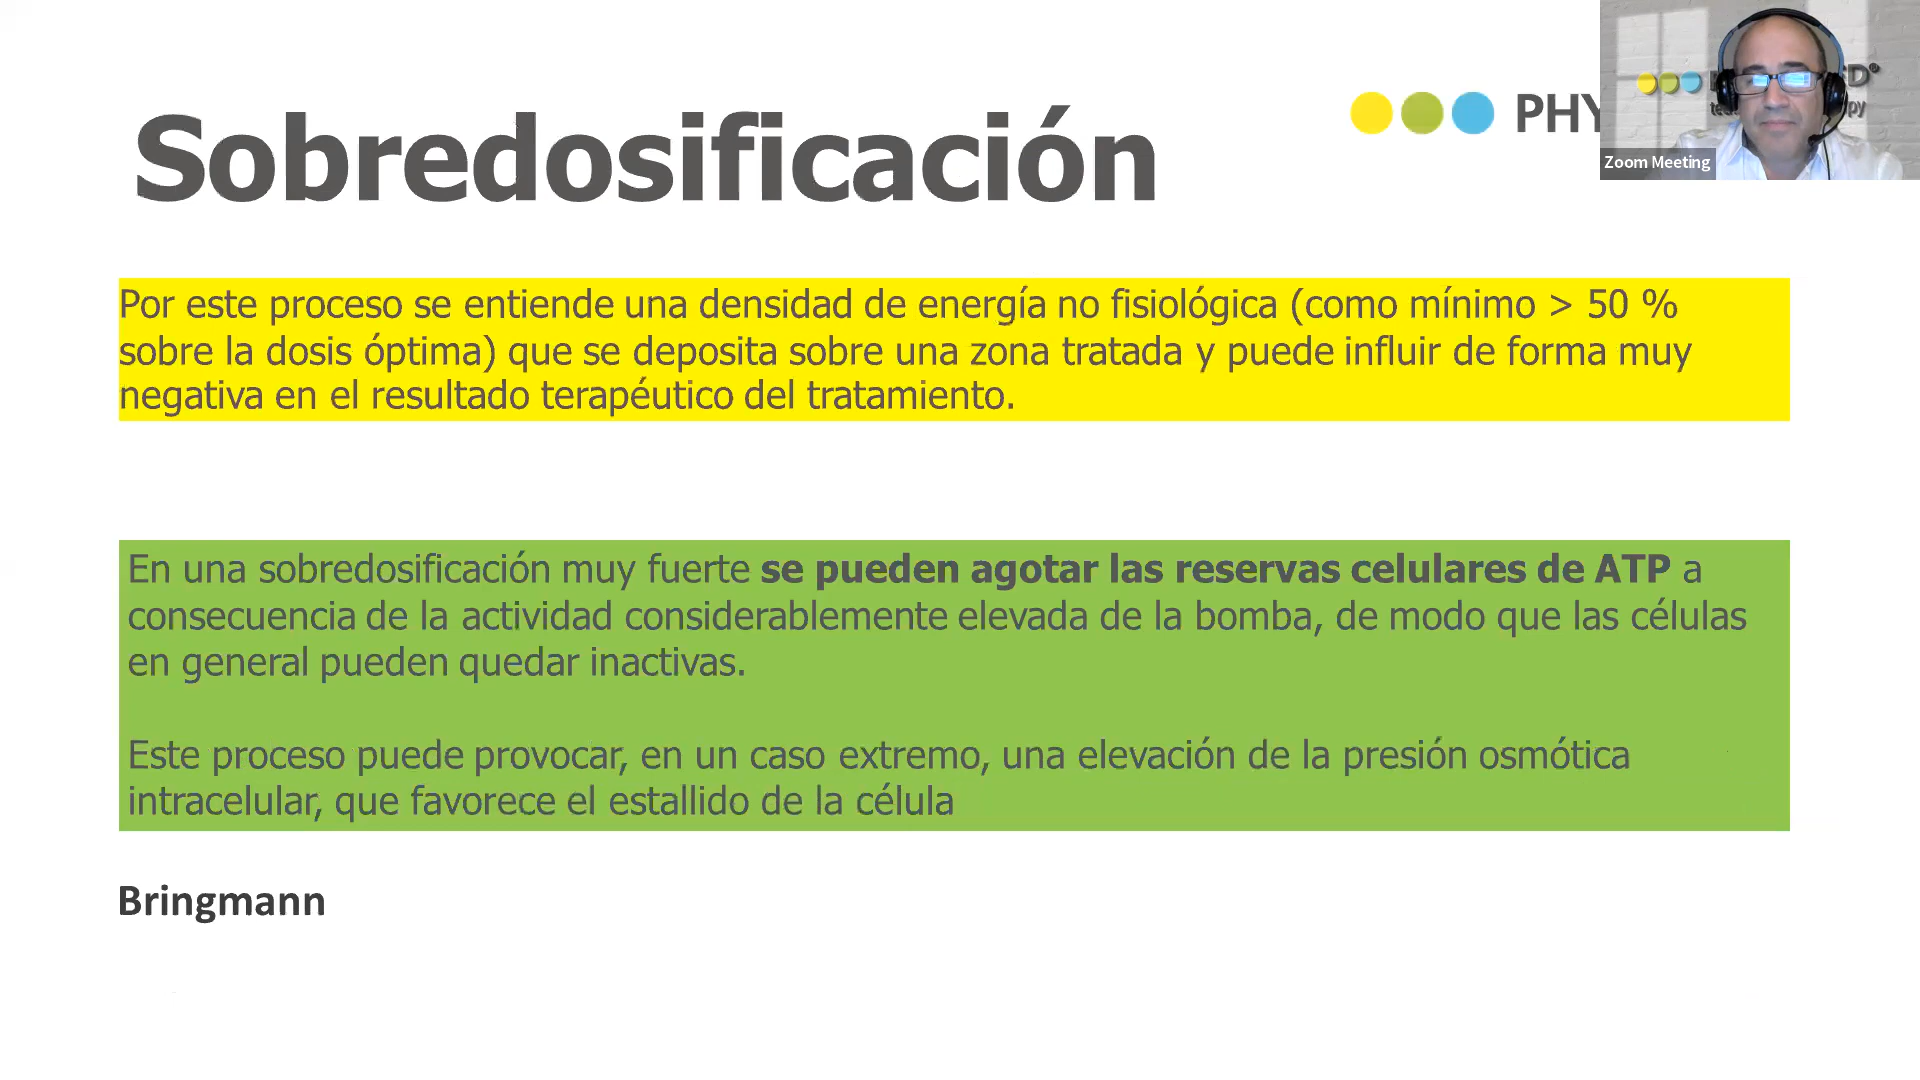 Sobredosificación
PHY
Zoom Meeting
Por este proceso se entiende una densidad de energía no fisiológica (como mínimo > 50 %
sobre la dosis óptima) que se deposita sobre una zona tratada y puede influir de forma muy
negativa en el resultado terapéutico del tratamiento.
En una sobredosificación muy fuerte se pueden agotar las reservas celulares de ATP a
consecuencia de la actividad considerablemente elevada de la bomba, de modo que las células
en general pueden quedar inactivas.
Este proceso puede provocar, en un caso extremo, una elevación de la presión osmótica
intracelular, que favorece el estallido de la célula
Bringmann